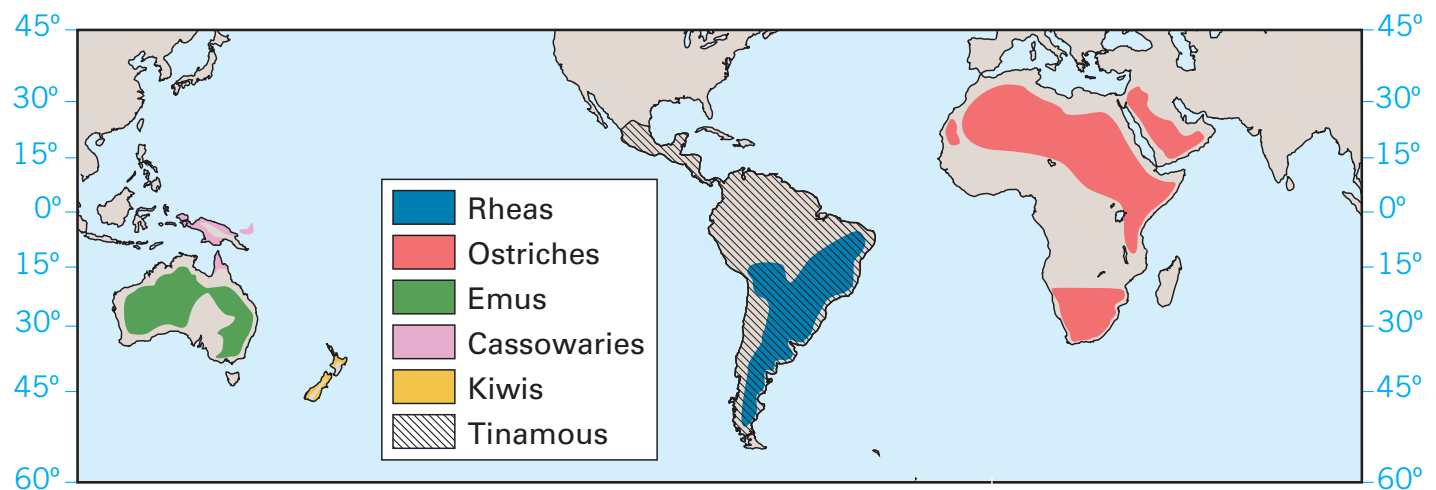 45º
30º
15º
0º
15º
30º
45º
60º
Rheas
Ostriches
Emus
Cassowaries
Kiwis
Tinamous
45º
30º
15º
0º
15º
30º
45º
60º